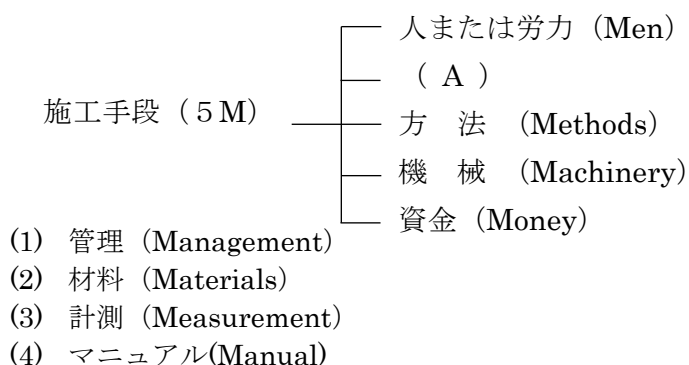 人または労力（Men）
（ A ）
施工手段（５M）
方　法　（Methods）
機　械　（Machinery）
資金（Money）
(1)　管理（Management）
(2)　材料（Materials）
(3)　計測（Measurement）
(4)　マニュアル(Manual)